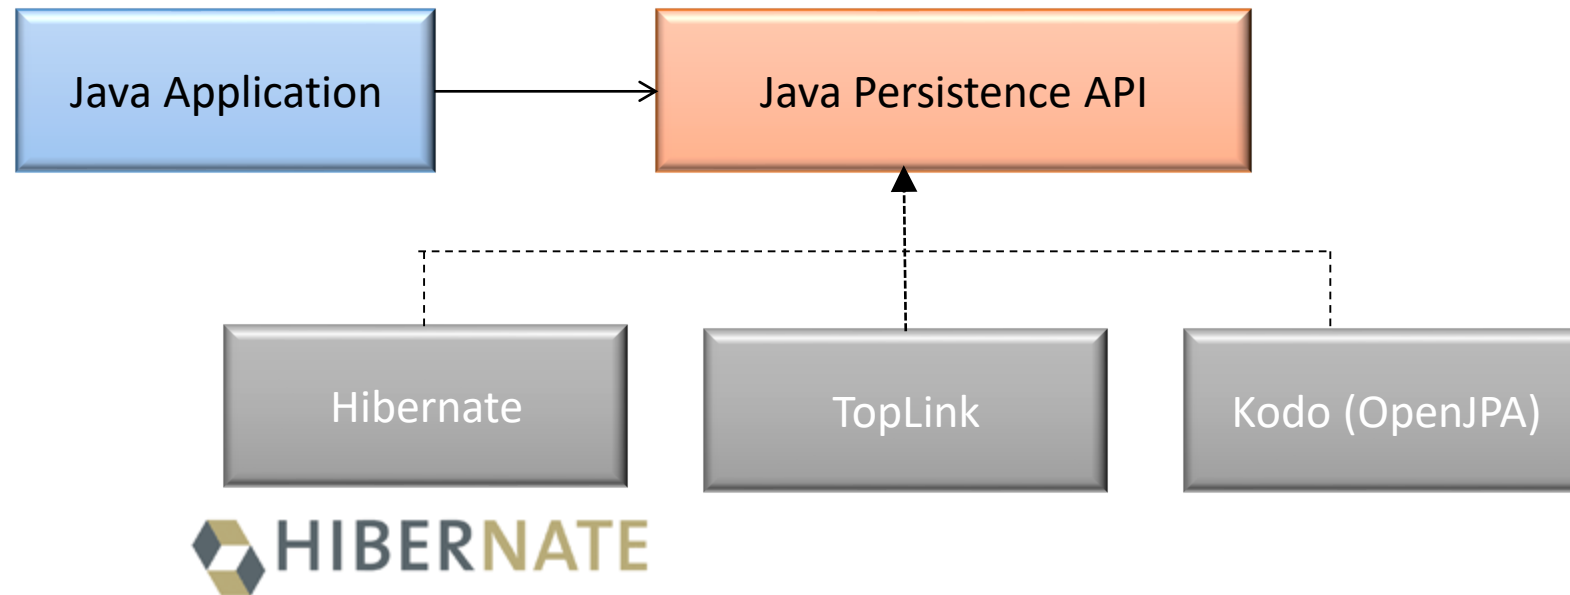 Java Application
Java Persistence API
Hibernate
TopLink
Kodo (OpenJPA)
HIBERNATE